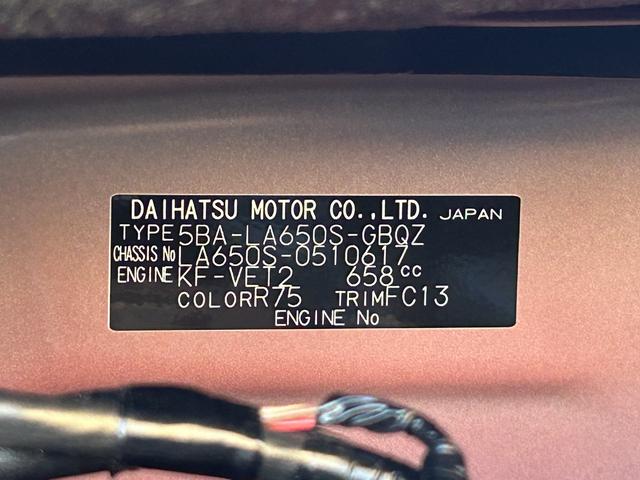 DAIHATSU MOTOR CO.,LTD. JAPAN
TYPE 5BA-LA650S-GBQZ
CHASSIS No LA650S-0510617
ENGINE KF-VET2 658cc
COLOR R75 TRIM FC13
ENGINE No